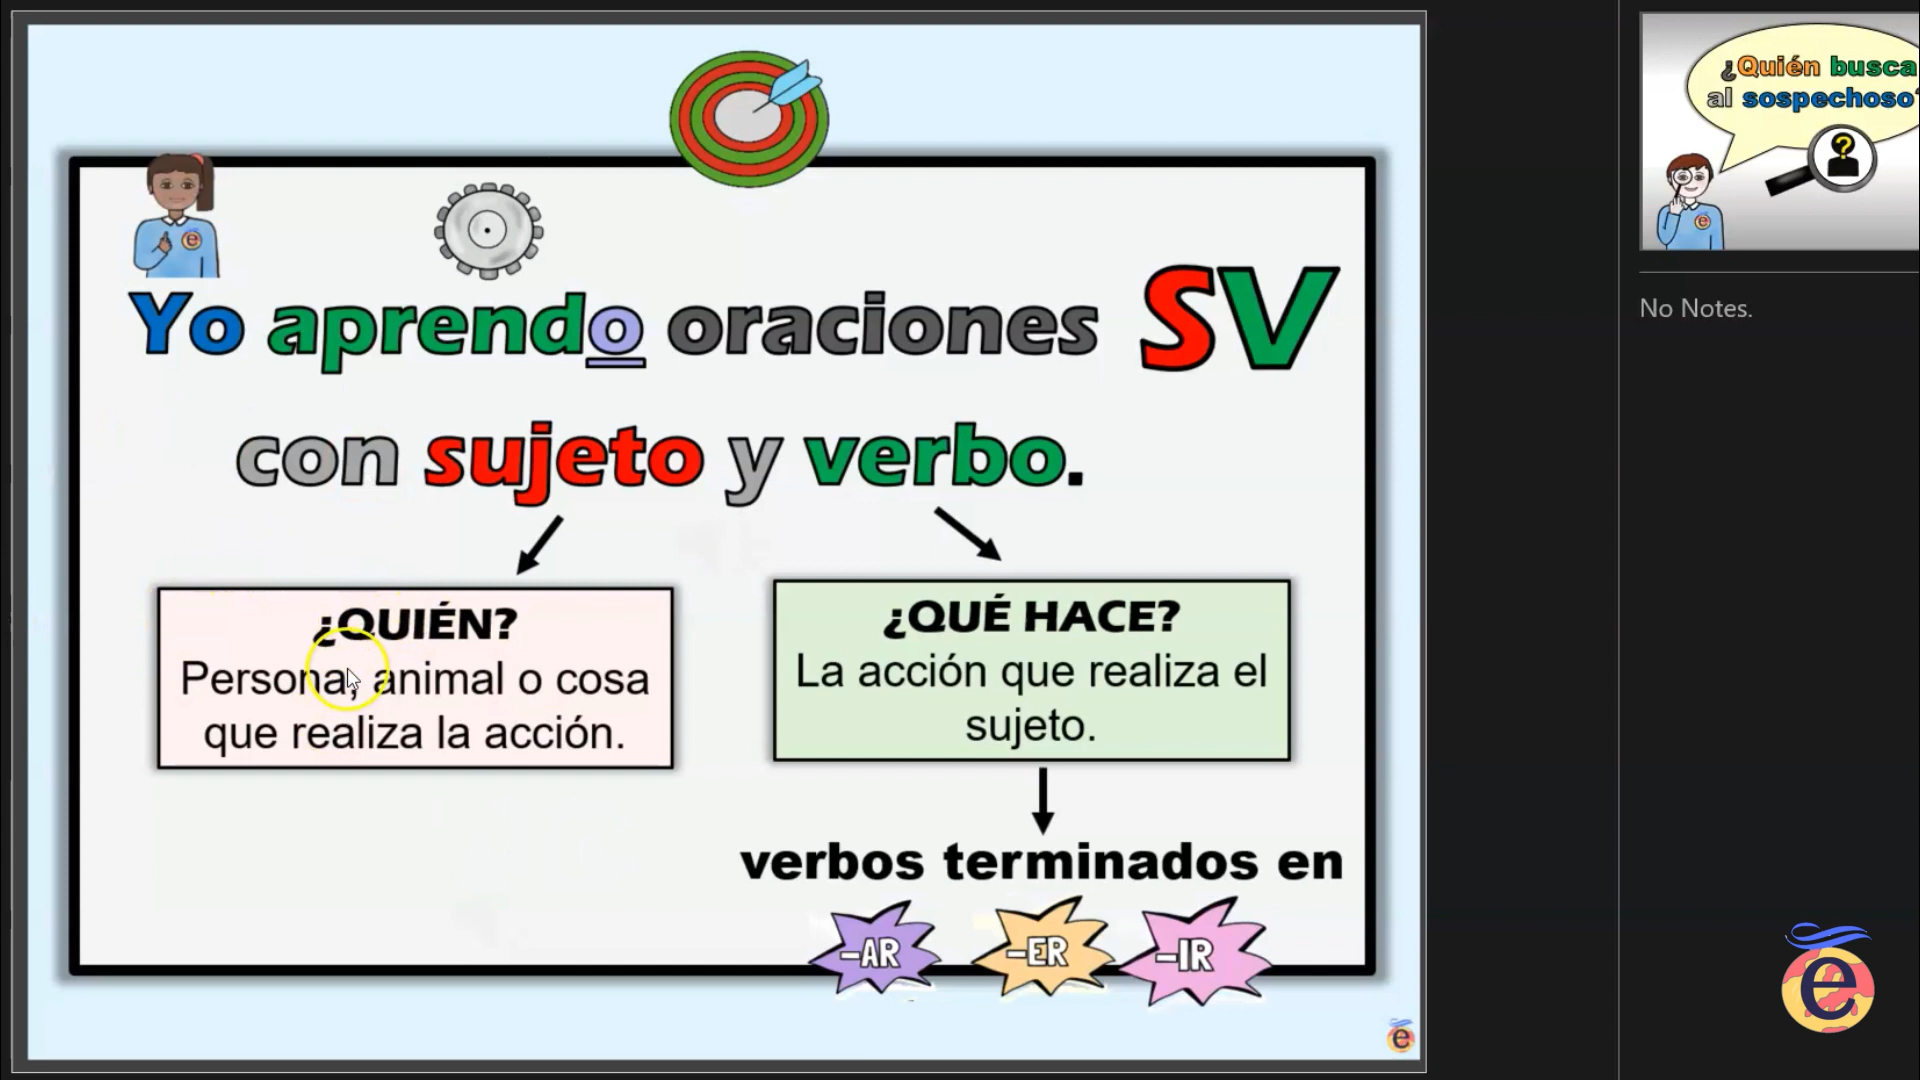 Yo aprendo oraciones SV
con sujeto y verbo.
¿QUIÉN?
Persona, animal o cosa
que realiza la acción.
¿QUÉ HACE?
La acción que realiza el
sujeto.
verbos terminados en
-AR
-ER
-IR
e
e
¿Quién busca
al sospechoso?
?
e
No Notes.
e